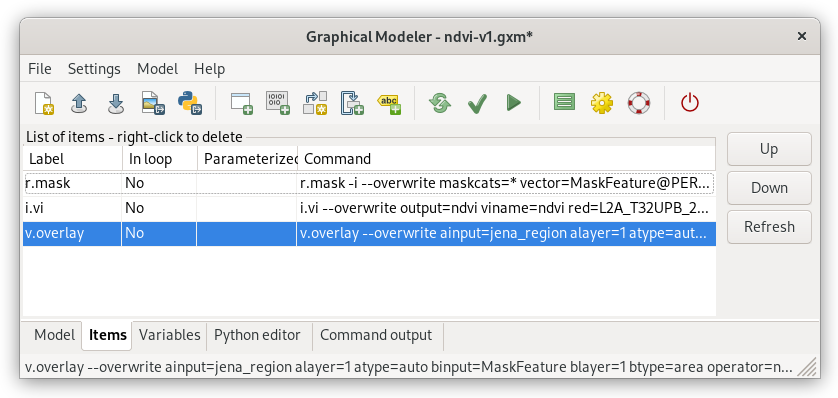 Graphical Modeler - ndvi-v1.gxm*
File Settings Model Help
List of items - right-click to delete
Label In loop Parameterized Command
r.mask No r.mask -i --overwrite maskcats=* vector=MaskFeature@PER...
i.vi No i.vi --overwrite output=ndvi viname=ndvi red=L2A_T32UPB_2...
v.overlay No v.overlay --overwrite ainput=jena_region alayer=1 atype=aut...
Up
Down
Refresh
Model Items Variables Python editor Command output
v.overlay --overwrite ainput=jena_region alayer=1 atype=auto binput=MaskFeature blayer=1 btype=area operator=n...